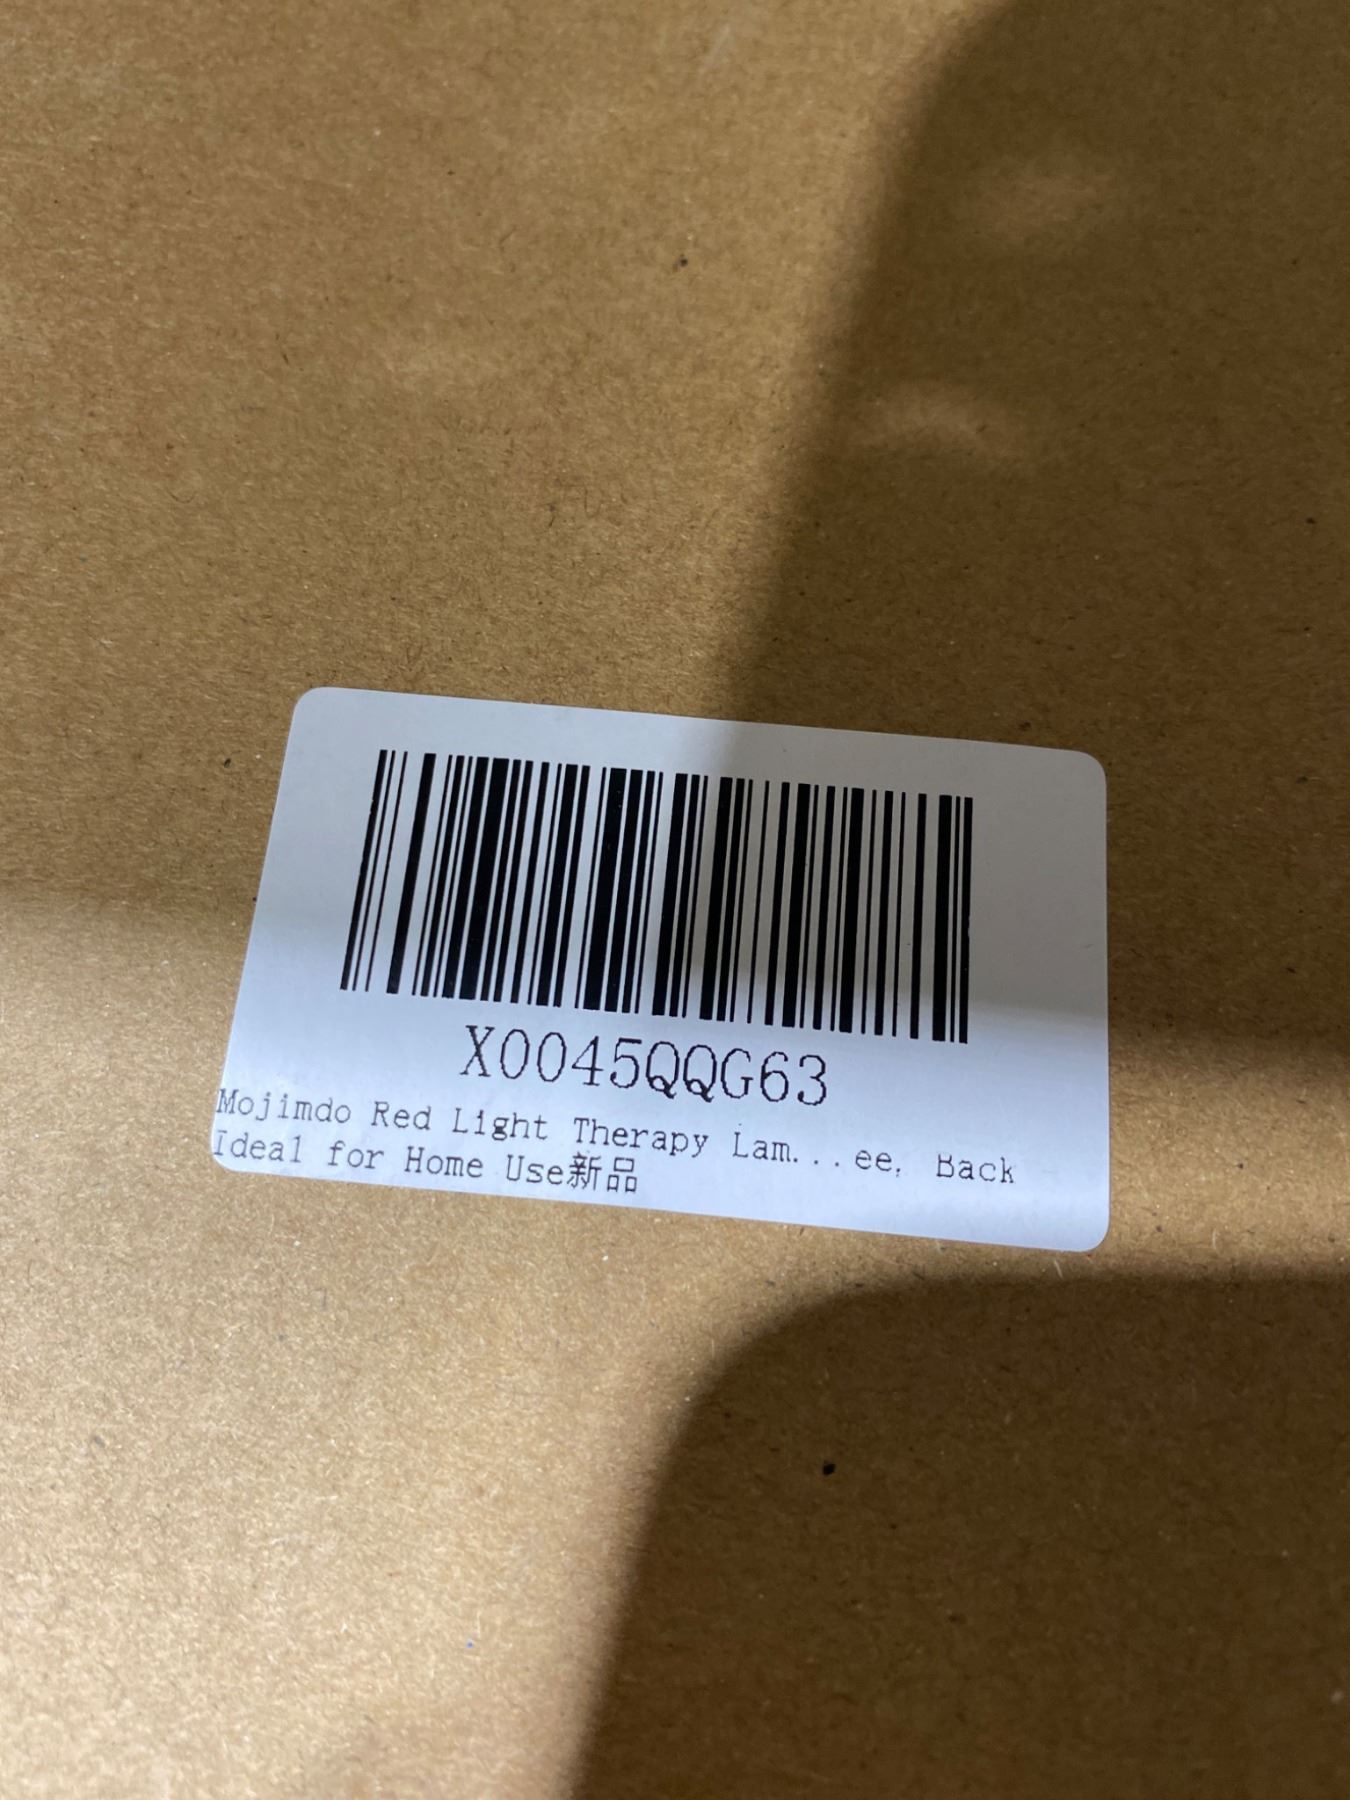 X0045QQG63
Mojimdo Red Light Therapy Lam...ee, Back
Ideal for Home Use新品